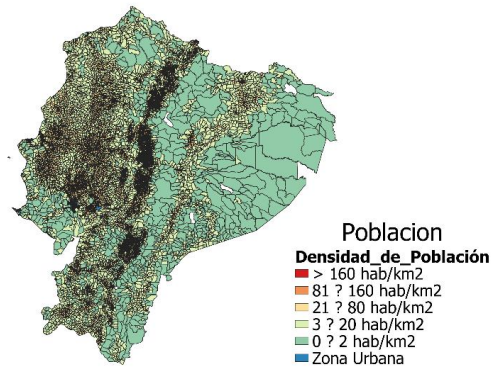 Poblacion
Densidad_de_Población
> 160 hab/km2
81 ? 160 hab/km2
21 ? 80 hab/km2
3 ? 20 hab/km2
0 ? 2 hab/km2
Zona Urbana